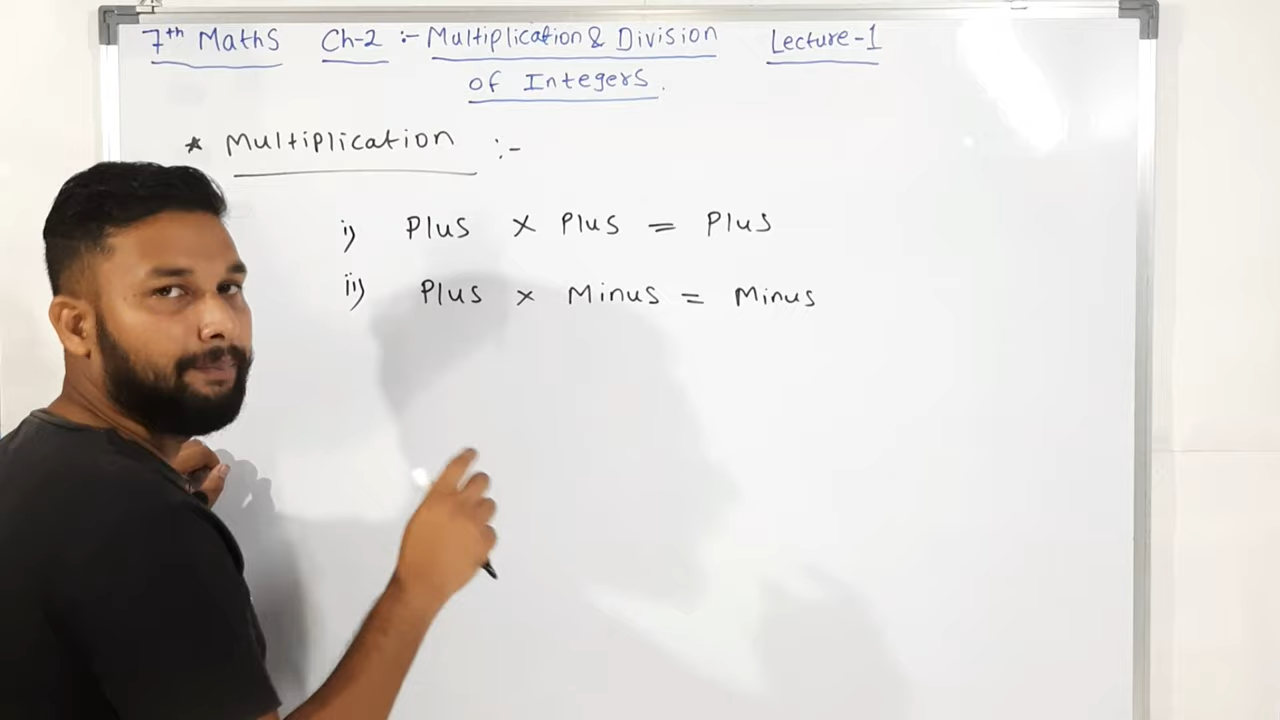 7th Maths Ch-2 :- Multiplication & Division Lecture-1
of Integers.
* Multiplication :-
i) Plus × Plus = Plus
ii) Plus × Minus = Minus